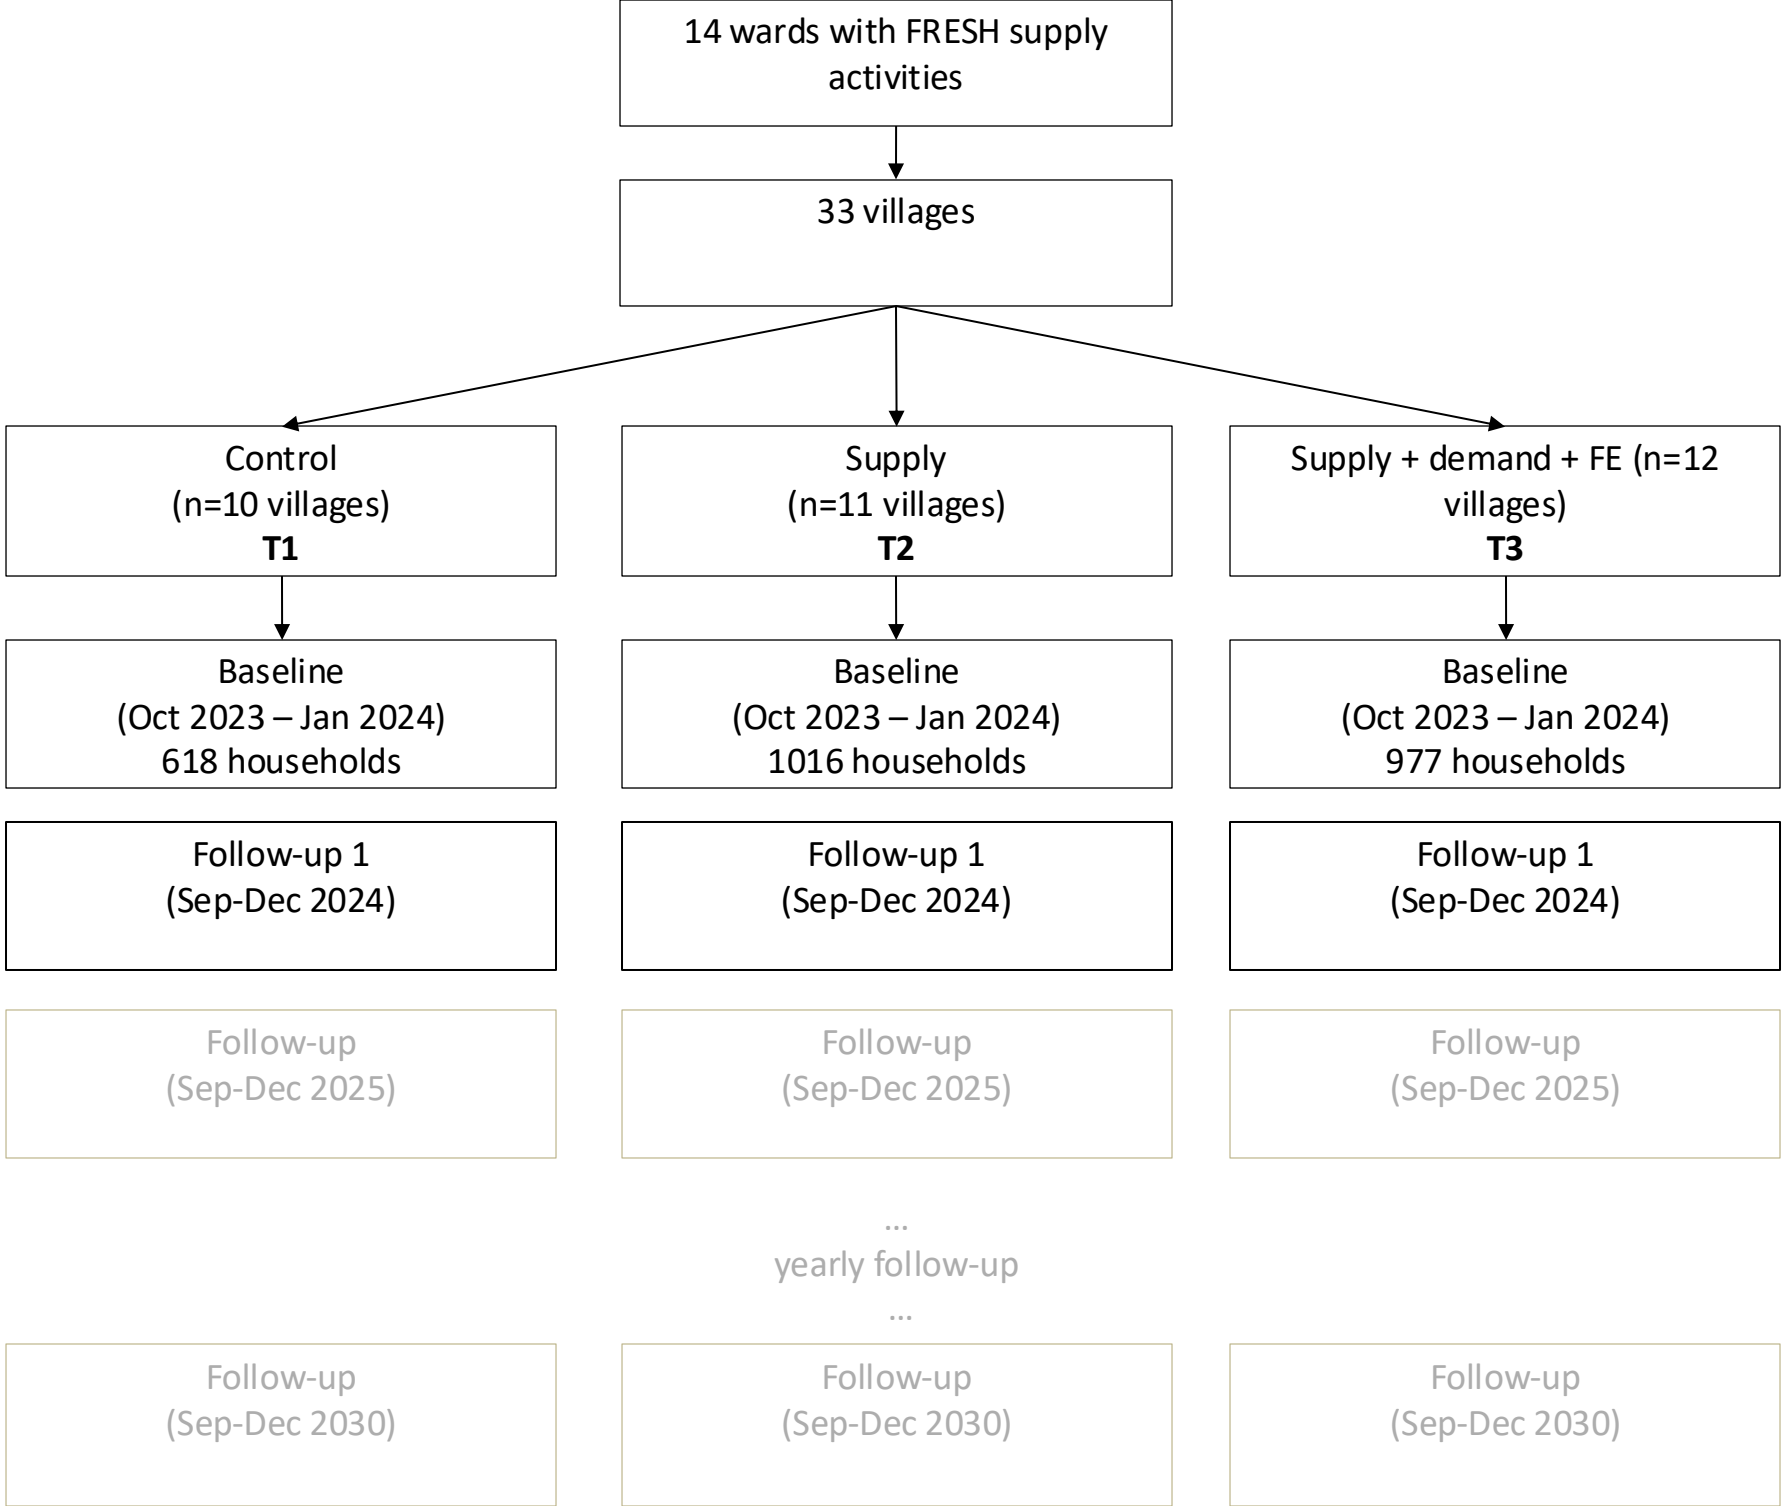 14 wards with FRESH supply
activities
33 villages
Control
(n=10 villages)
T1
Supply
(n=11 villages)
T2
Supply + demand + FE (n=12
villages)
T3
Baseline
(Oct 2023 – Jan 2024)
618 households
Baseline
(Oct 2023 – Jan 2024)
1016 households
Baseline
(Oct 2023 – Jan 2024)
977 households
Follow-up 1
(Sep-Dec 2024)
Follow-up 1
(Sep-Dec 2024)
Follow-up 1
(Sep-Dec 2024)
Follow-up
(Sep-Dec 2025)
Follow-up
(Sep-Dec 2025)
Follow-up
(Sep-Dec 2025)
...
yearly follow-up
...
Follow-up
(Sep-Dec 2030)
Follow-up
(Sep-Dec 2030)
Follow-up
(Sep-Dec 2030)